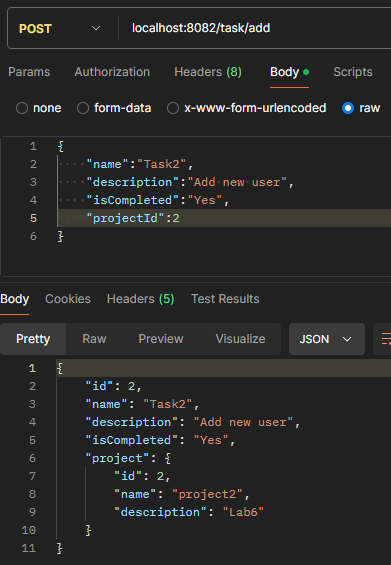 POST localhost:8082/task/add
Params Authorization Headers (8) Body Scripts
none form-data x-www-form-urlencoded raw
1 {
2 "name":"Task2",
3 "description":"Add new user",
4 "isCompleted":"Yes",
5 "projectId":2
6 }
Body Cookies Headers (5) Test Results
Pretty Raw Preview Visualize JSON
1 {
2 "id": 2,
3 "name": "Task2",
4 "description": "Add new user",
5 "isCompleted": "Yes",
6 "project": {
7 "id": 2,
8 "name": "project2",
9 "description": "Lab6"
10 }
11 }